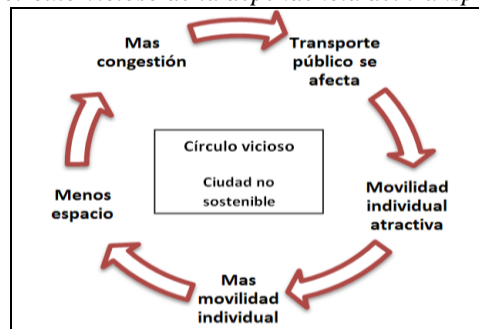 Mas
congestión
Transporte
público se
afecta
Círculo vicioso
Ciudad no
sostenible
Menos
espacio
Movilidad
individual
atractiva
Mas
movilidad
individual